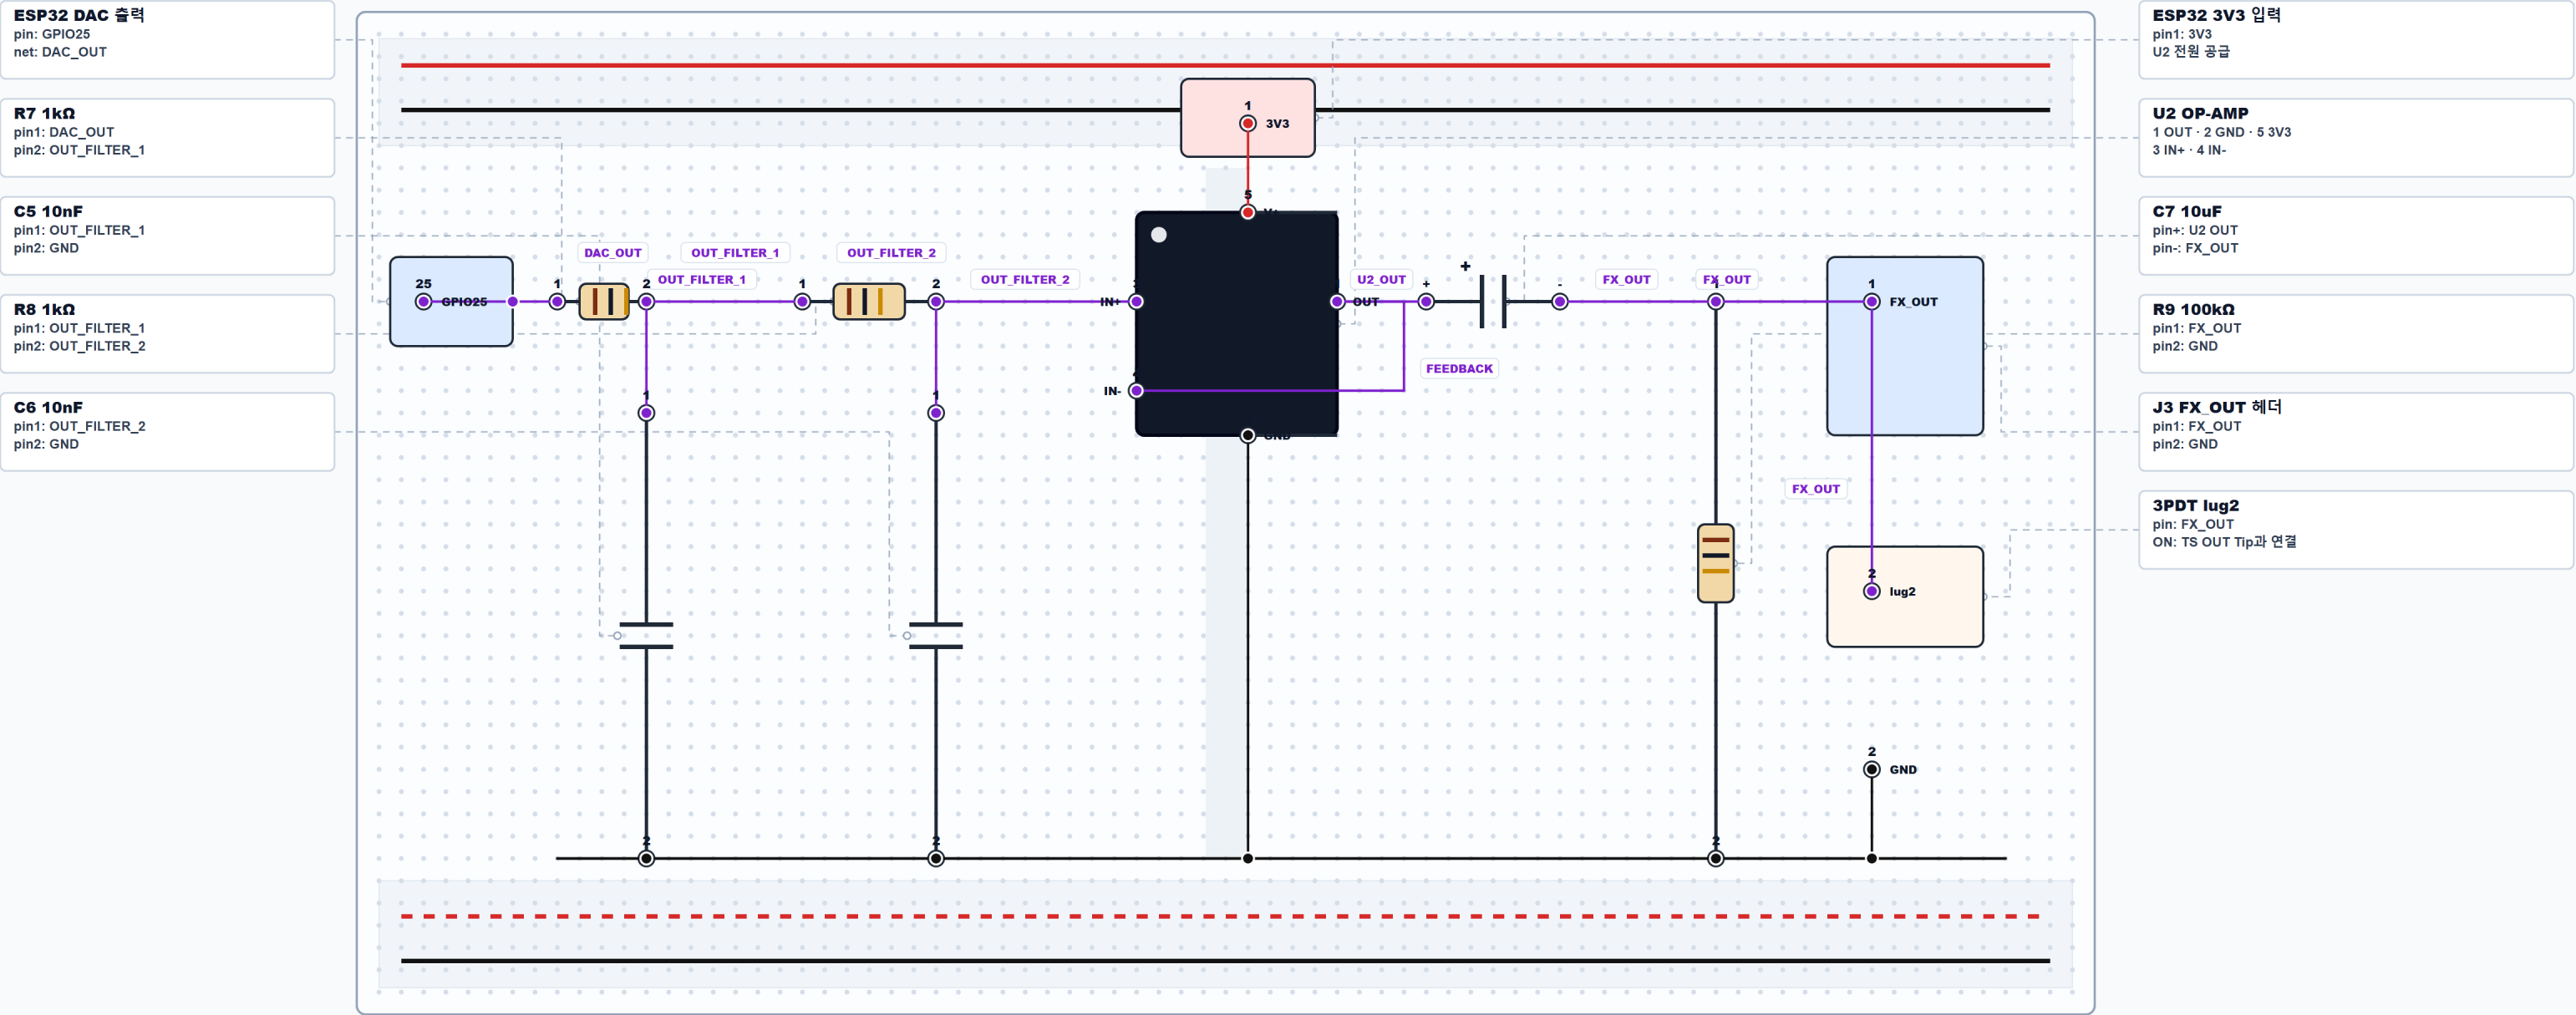 ESP32 DAC 출력
pin: GPIO25
net: DAC_OUT
R7 1kΩ
pin1: DAC_OUT
pin2: OUT_FILTER_1
C5 10nF
pin1: OUT_FILTER_1
pin2: GND
R8 1kΩ
pin1: OUT_FILTER_1
pin2: OUT_FILTER_2
C6 10nF
pin1: OUT_FILTER_2
pin2: GND
1
3V3
5
DAC_OUT
OUT_FILTER_1
OUT_FILTER_2
OUT_FILTER_1
OUT_FILTER_2
U2_OUT
+
FX_OUT
FX_OUT
25
GPIO25
1
2
1
2
IN+
OUT
+
-
1
FX_OUT
FEEDBACK
IN-
1
1
GND
FX_OUT
2
lug2
2
GND
2
2
2
ESP32 3V3 입력
pin1: 3V3
U2 전원 공급
U2 OP-AMP
1 OUT · 2 GND · 5 3V3
3 IN+ · 4 IN-
C7 10uF
pin+: U2 OUT
pin-: FX_OUT
R9 100kΩ
pin1: FX_OUT
pin2: GND
J3 FX_OUT 헤더
pin1: FX_OUT
pin2: GND
3PDT lug2
pin: FX_OUT
ON: TS OUT Tip과 연결